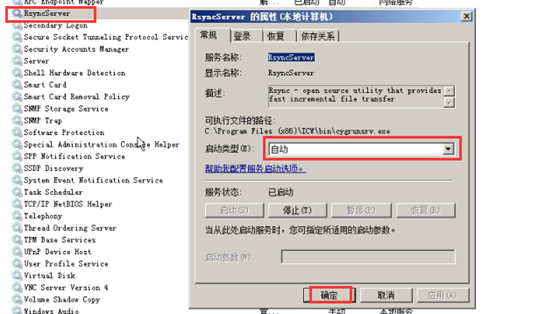 RPC Endpoint Mapper
已启动 自动 网络服务
RsyncServer
Secondary Logon
Secure Socket Tunneling Protocol Servic
Security Accounts Manager
Server
Shell Hardware Detection
Smart Card
Smart Card Removal Policy
SNMP Storage Service
SNMP Trap
Software Protection
Special Administration Console Helper
SPP Notification Service
SSDP Discovery
System Event Notification Service
Task Scheduler
TCP/IP NetBIOS Helper
Telephony
Thread Ordering Server
TPM Base Services
UPnP Device Host
User Profile Service
Virtual Disk
VNC Server Version 4
Volume Shadow Copy
Windows Audio
RsyncServer 的属性(本地计算机)
常规 登录 恢复 依存关系
服务名称: RsyncServer
显示名称: RsyncServer
描述: Rsync - open source utility that provides
fast incremental file transfer
可执行文件的路径:
C:\Program Files (x86)\ICW\bin\cygrunsrv.exe
启动类型(E): 自动
帮助我配置服务启动选项。
服务状态: 已启动
启动(S) 停止(T) 暂停(P) 恢复(R)
当从此处启动服务时，您可指定所适用的启动参数。
启动参数(M):
确定 取消 应用(A)
手动 本地服务